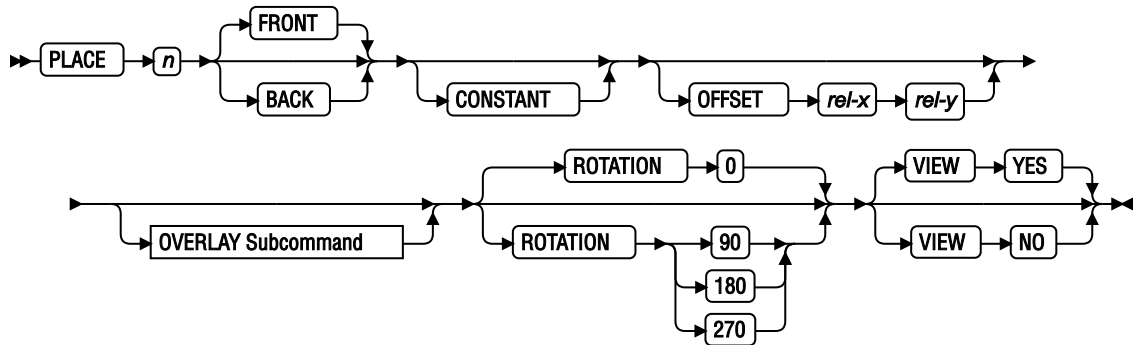 FRONT
PLACE n
BACK CONSTANT OFFSET rel-x rel-y
ROTATION 0 VIEW YES
OVERLAY Subcommand ROTATION 90 VIEW NO
180
270